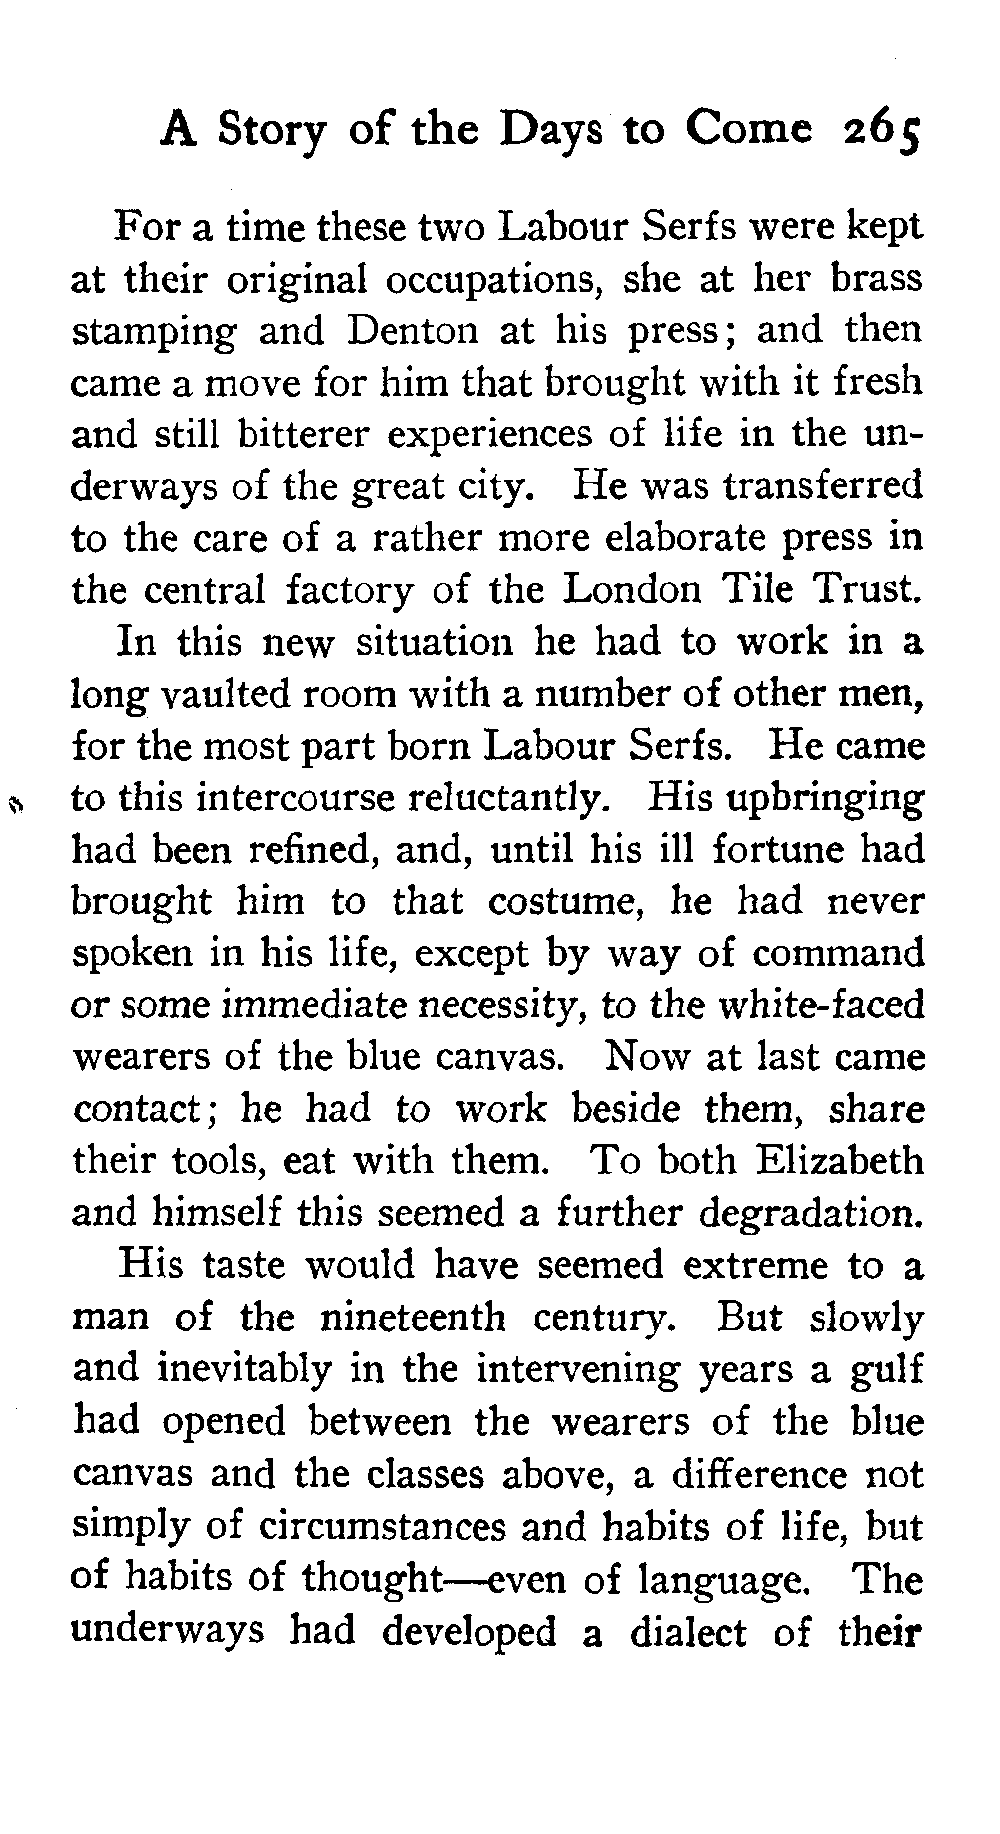 A Story of the Days to Come 265
For a time these two Labour Serfs were kept
at their original occupations, she at her brass
stamping and Denton at his press; and then
came a move for him that brought with it fresh
and still bitterer experiences of life in the un-
derways of the great city. He was transferred
to the care of a rather more elaborate press in
the central factory of the London Tile Trust.
In this new situation he had to work in a
long vaulted room with a number of other men,
for the most part born Labour Serfs. He came
to this intercourse reluctantly. His upbringing
had been refined, and, until his ill fortune had
brought him to that costume, he had never
spoken in his life, except by way of command
or some immediate necessity, to the white-faced
wearers of the blue canvas. Now at last came
contact; he had to work beside them, share
their tools, eat with them. To both Elizabeth
and himself this seemed a further degradation.
His taste would have seemed extreme to a
man of the nineteenth century. But slowly
and inevitably in the intervening years a gulf
had opened between the wearers of the blue
canvas and the classes above, a difference not
simply of circumstances and habits of life, but
of habits of thought—even of language. The
underways had developed a dialect of their